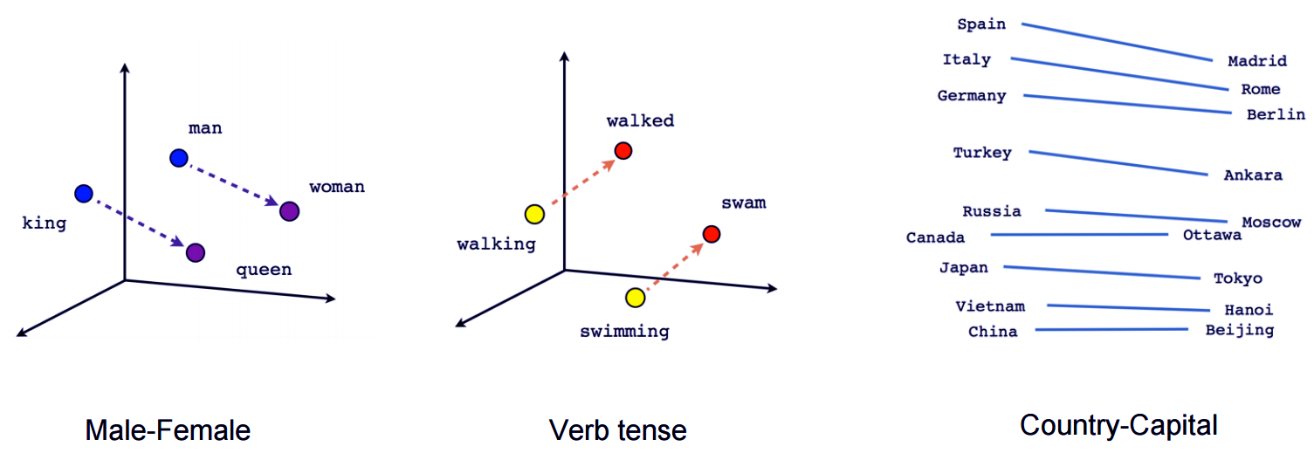 man
woman
king
queen
Male-Female
walked
walking
swam
swimming
Verb tense
Spain
Madrid
Italy
Rome
Germany
Berlin
Turkey
Ankara
Russia
Moscow
Canada
Ottawa
Japan
Tokyo
Vietnam
Hanoi
China
Beijing
Country-Capital